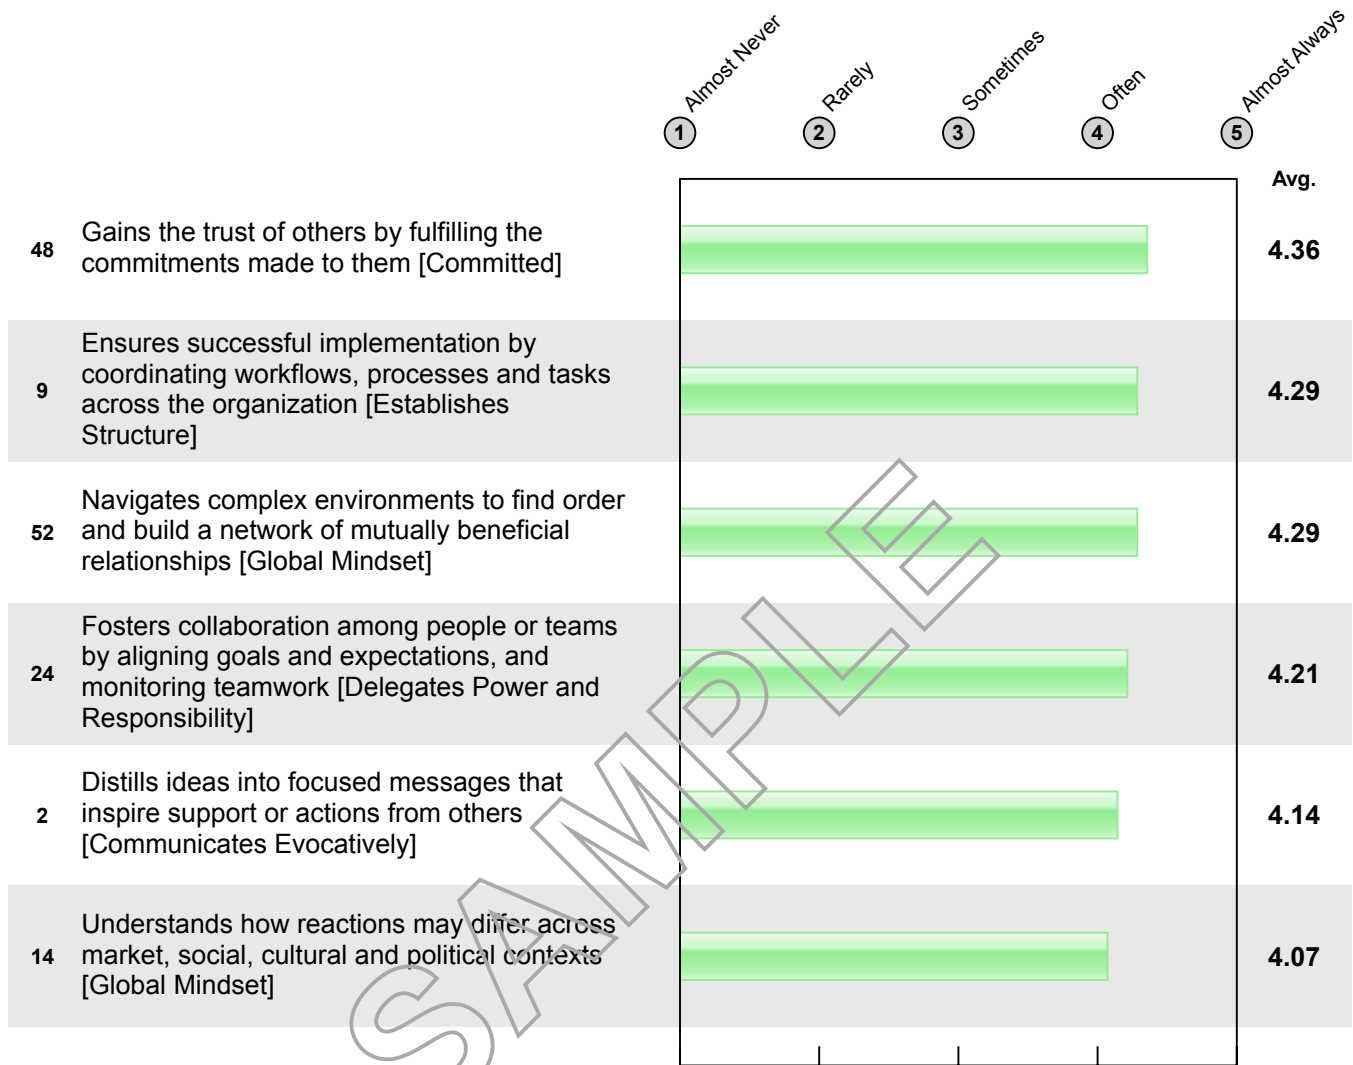 Almost Never
Rarely
Sometimes
Often
Almost Always
1
2
3
4
5
Avg.
48
Gains the trust of others by fulfilling the
commitments made to them [Committed]
4.36
9
Ensures successful implementation by
coordinating workflows, processes and tasks
across the organization [Establishes
Structure]
4.29
52
Navigates complex environments to find order
and build a network of mutually beneficial
relationships [Global Mindset]
4.29
24
Fosters collaboration among people or teams
by aligning goals and expectations, and
monitoring teamwork [Delegates Power and
Responsibility]
4.21
2
Distills ideas into focused messages that
inspire support or actions from others
[Communicates Evocatively]
4.14
14
Understands how reactions may differ across
market, social, cultural and political contexts
[Global Mindset]
4.07
SAMPLE